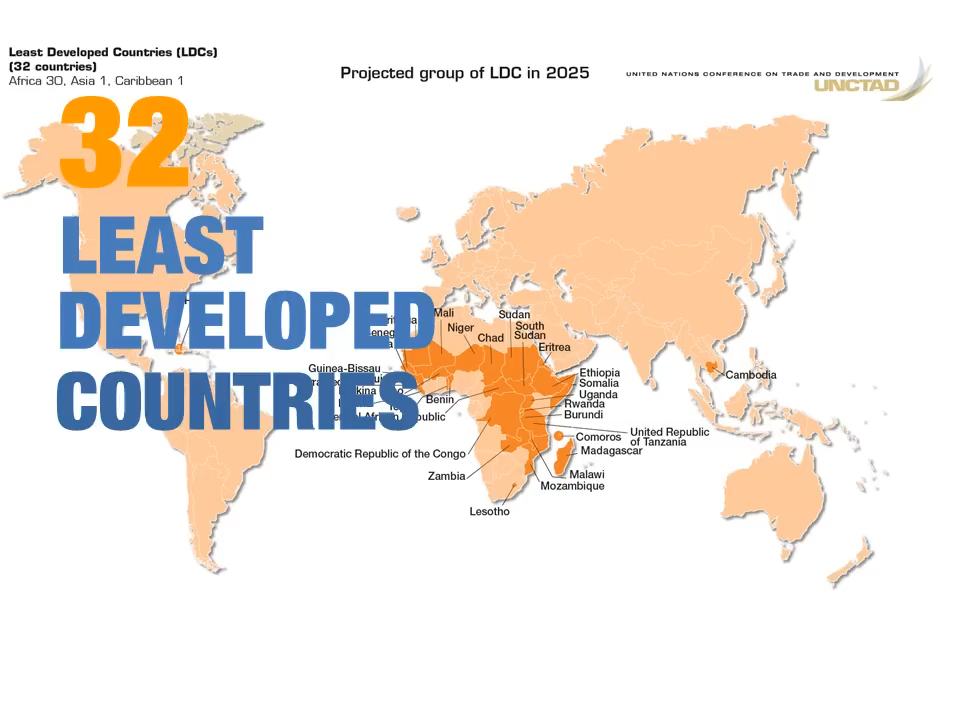 Least Developed Countries (LDCs)
(32 countries)
Africa 30, Asia 1, Caribbean 1
Projected group of LDC in 2025
UNITED NATIONS CONFERENCE ON TRADE AND DEVELOPMENT
UNCTAD
32
LEAST
DEVELOPED
COUNTRIES
Mali
Niger
Chad
Sudan
South
Sudan
Eritrea
Guinea-Bissau
Benin
Ethiopia
Somalia
Uganda
Rwanda
Burundi
United Republic
of Tanzania
Comoros
Madagascar
Malawi
Mozambique
Democratic Republic of the Congo
Zambia
Lesotho
Cambodia